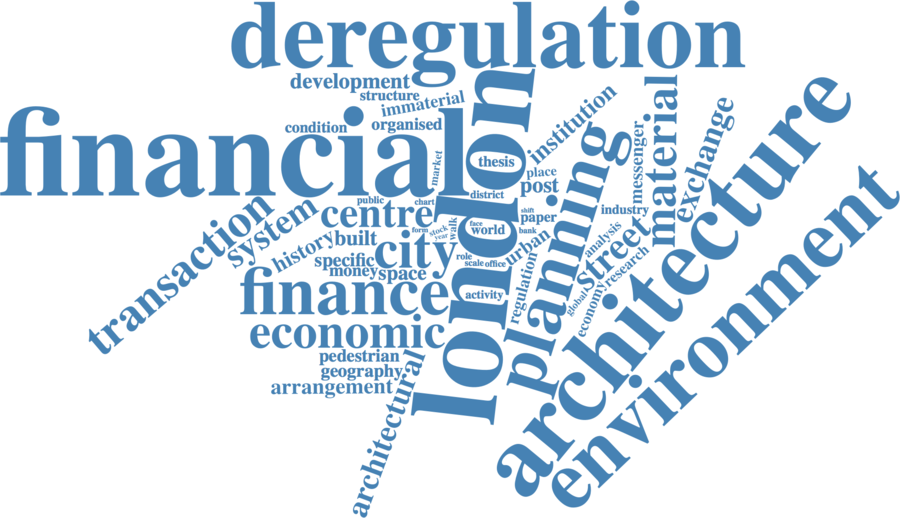 deregulation
development
structure
immaterial
financial
condition
organised
london
institution
material
exchange
architecture
market
thesis
planning
messenger
place
post
district
environment
public
chart
transaction
system
centre
shift
paper
industry
form
stock
year
walk
face
world
bank
history
built
city
urban
street
analysis
specific
money
space
role
scale
office
research
finance
activity
regulation
global
economy
economic
pedestrian
geography
arrangement
architectural